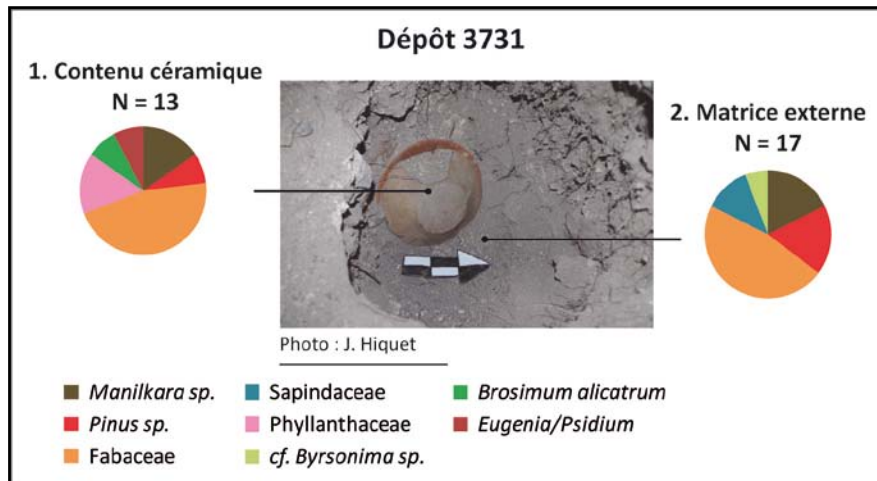 Dépôt 3731
1. Contenu céramique
N = 13
2. Matrice externe
N = 17
Photo : J. Hiquet
Manilkara sp.
Sapindaceae
Brosimum alicatrum
Pinus sp.
Phyllanthaceae
Eugenia/Psidium
Fabaceae
cf. Byrsonima sp.